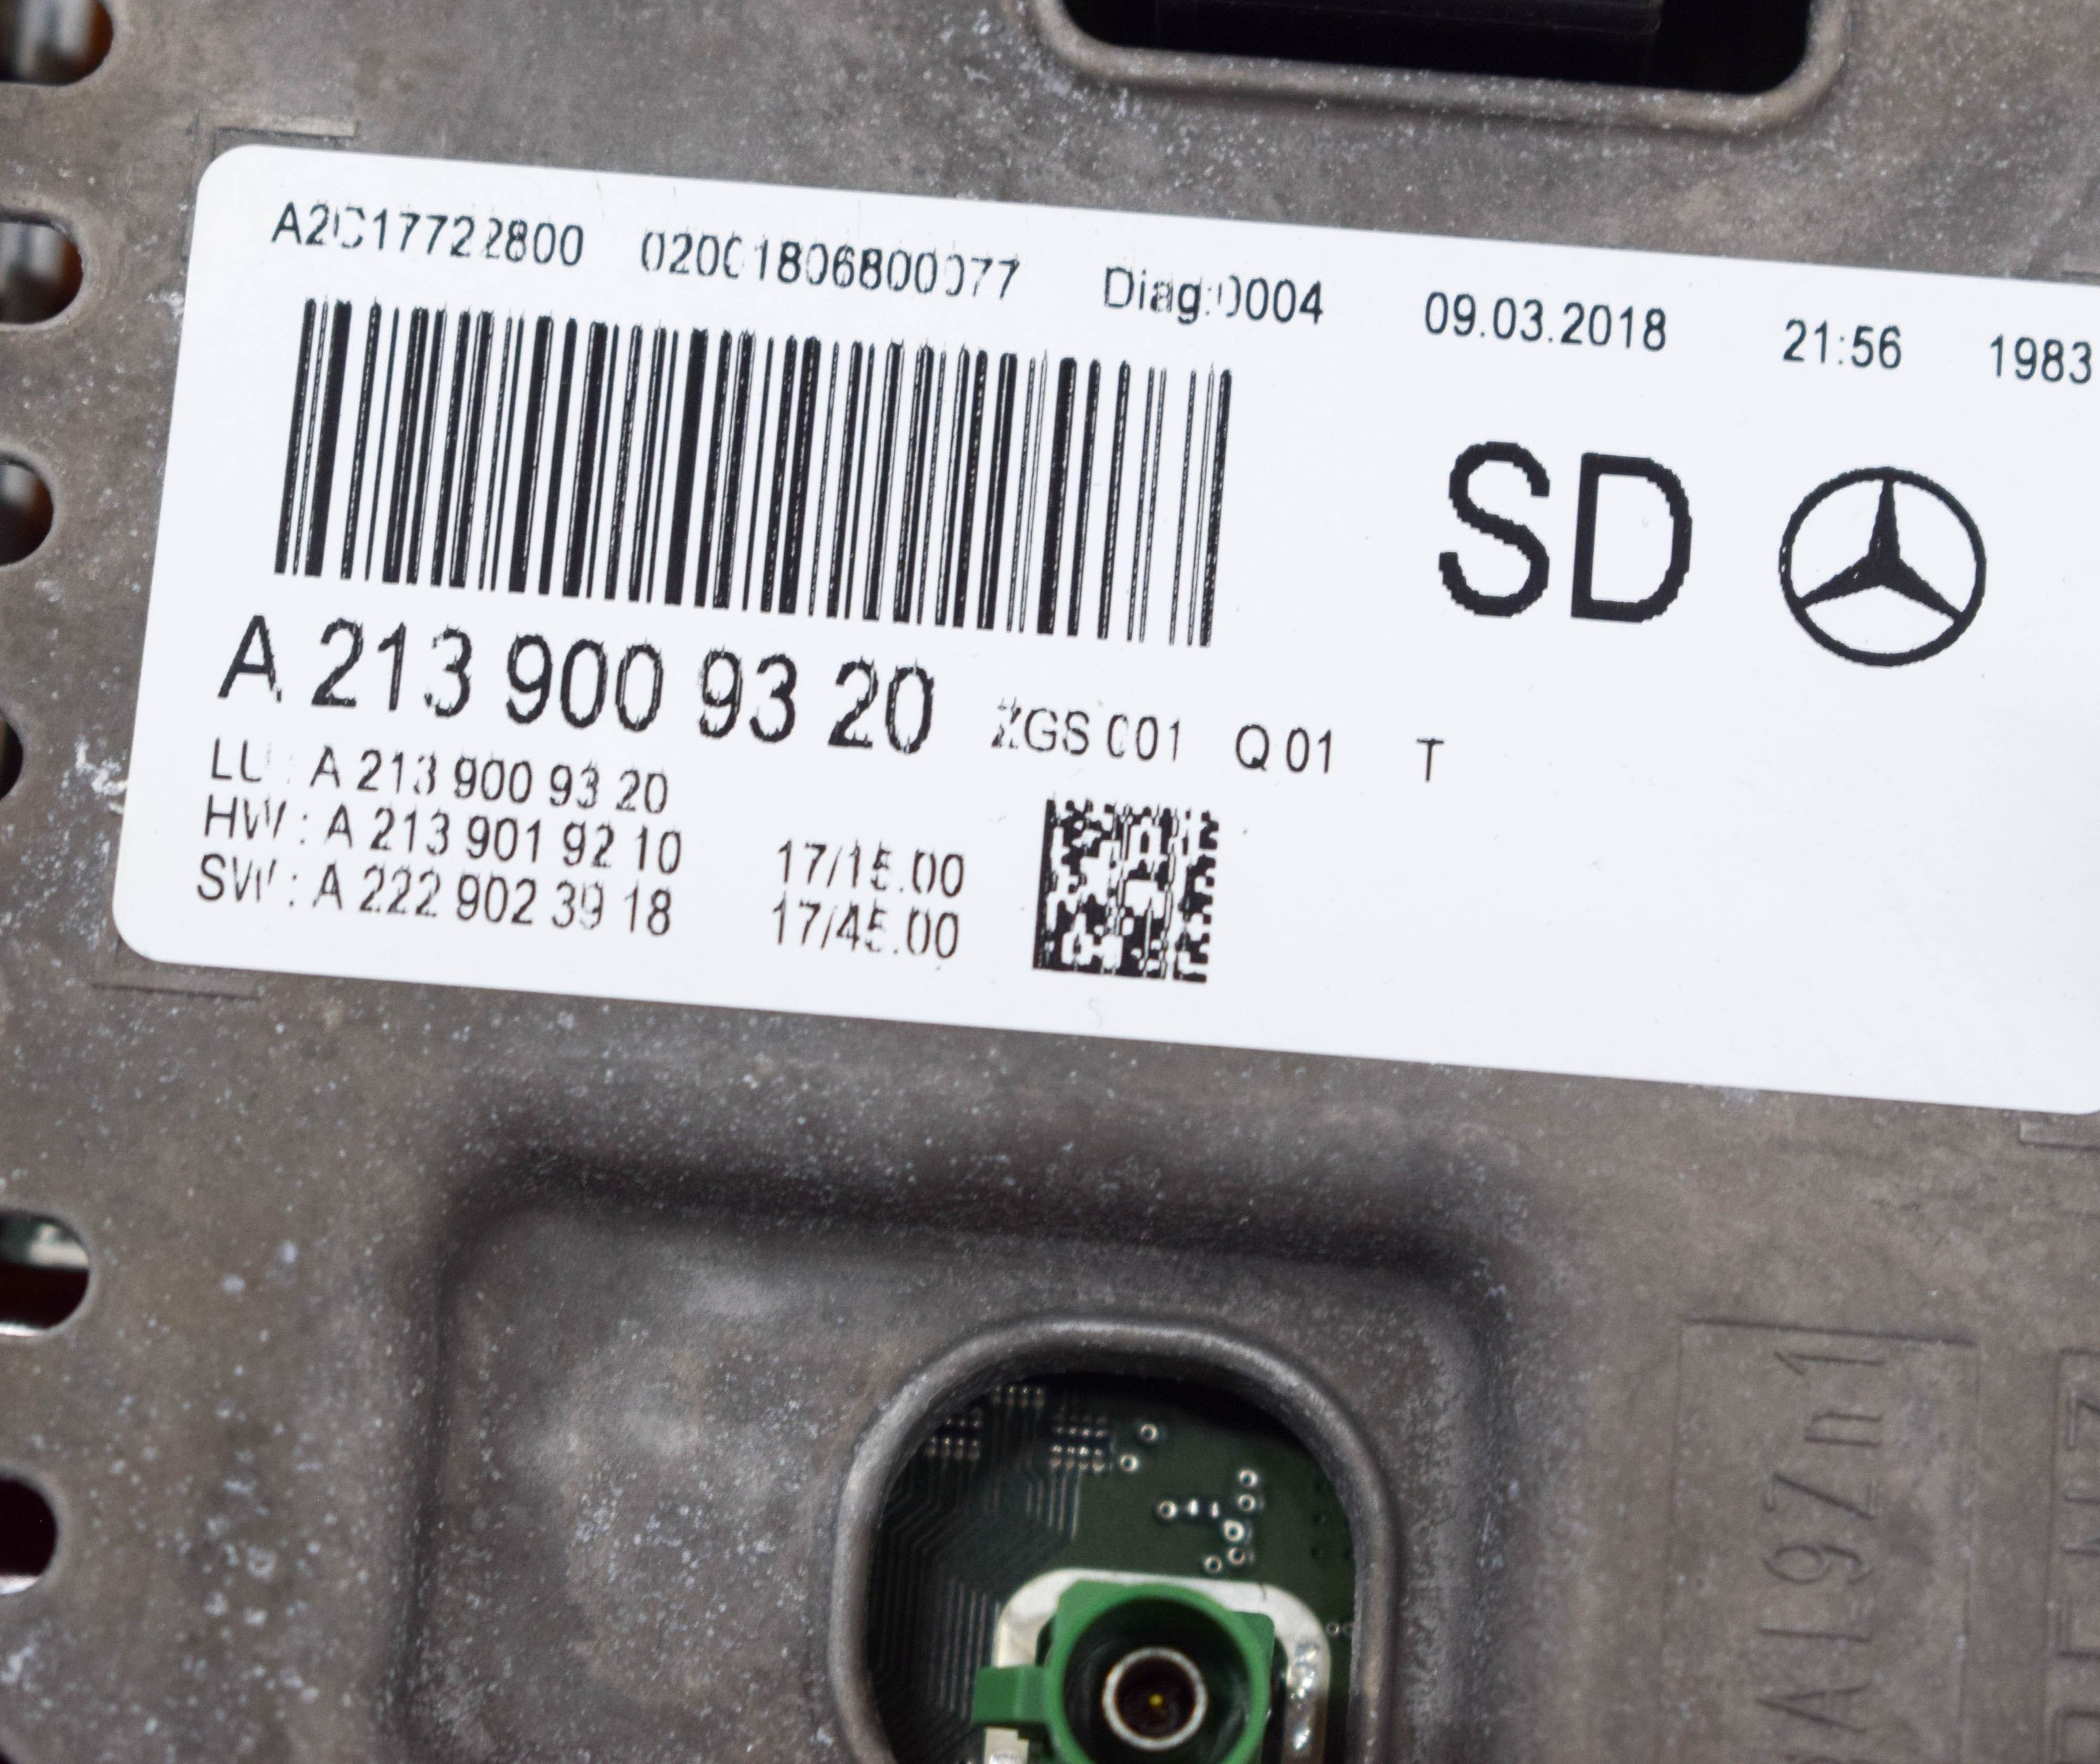 A2C17722800 02001806800077 Diag:0004 09.03.2018 21:56 1983
SD
A 213 900 93 20 ZGS 001 Q 01 T
LU : A 213 900 93 20
HW : A 213 901 92 10 17/15.00
SW : A 222 902 39 18 17/45.00